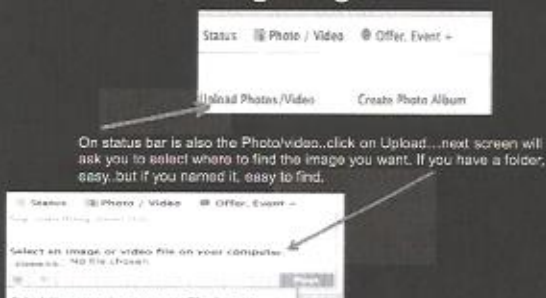 Status Photo / Video Offer, Event
Upload Photos/Video Create Photo Album
On status bar is also the Photo/video..click on Upload...next screen will
ask you to select where to find the image you want. If you have a folder,
easy..but if you named it, easy to find.
Status Photo / Video Offer, Event
Select an image or video file on your computer
No file chosen